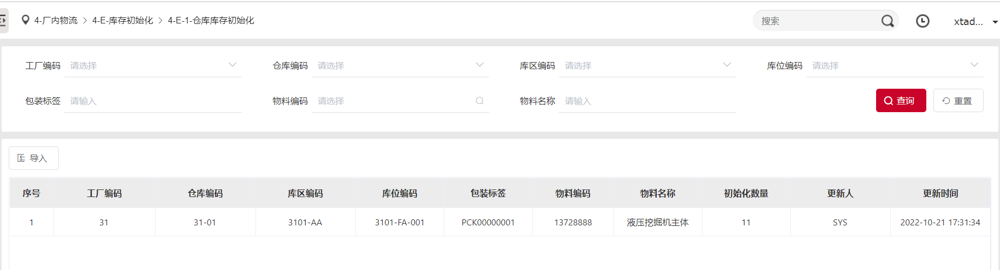 4-厂内物流 > 4-E-库存初始化 > 4-E-1-仓库库存初始化 搜索 xtad...
工厂编码 请选择 仓库编码 请选择 库区编码 请选择 库位编码 请选择
包装标签 请输入 物料编码 请选择 物料名称 请输入 查询 重置
导入
序号 工厂编码 仓库编码 库区编码 库位编码 包装标签 物料编码 物料名称 初始化数量 更新人 更新时间
1 31 31-01 3101-AA 3101-FA-001 PCK00000001 13728888 液压挖掘机主体 11 SYS 2022-10-21 17:31:34